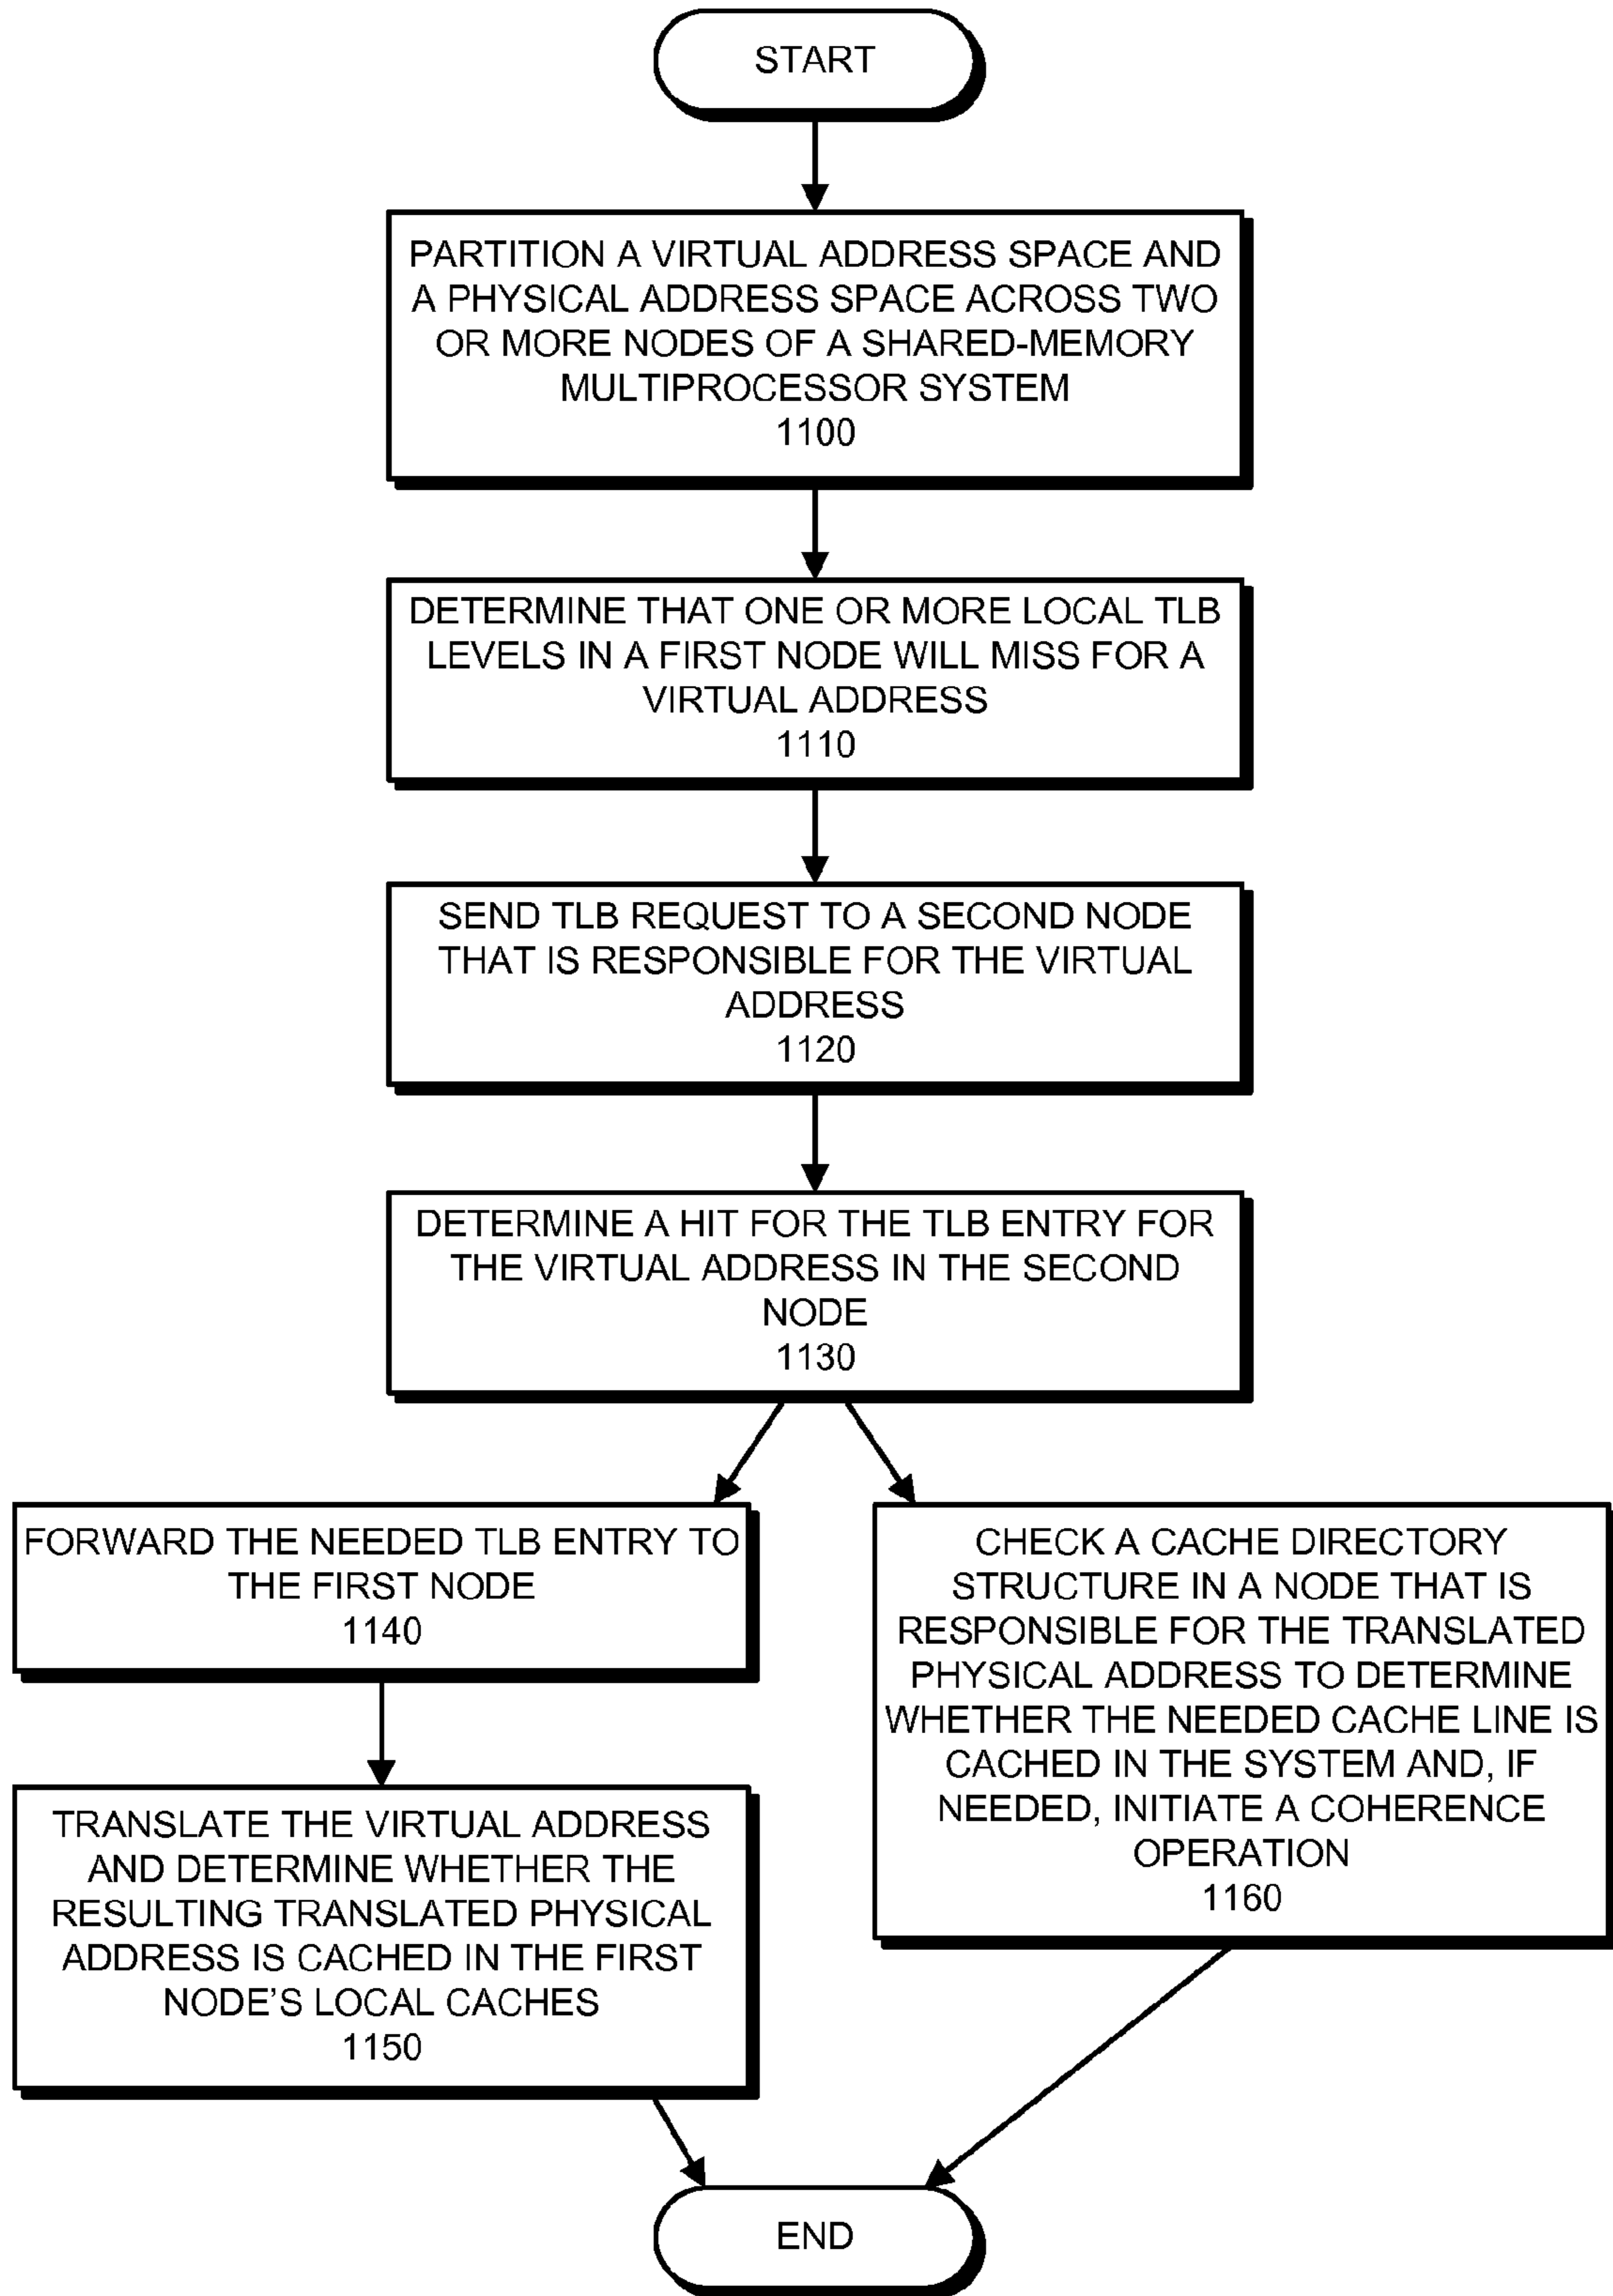 START
PARTITION A VIRTUAL ADDRESS SPACE AND
A PHYSICAL ADDRESS SPACE ACROSS TWO
OR MORE NODES OF A SHARED-MEMORY
MULTIPROCESSOR SYSTEM
1100
DETERMINE THAT ONE OR MORE LOCAL TLB
LEVELS IN A FIRST NODE WILL MISS FOR A
VIRTUAL ADDRESS
1110
SEND TLB REQUEST TO A SECOND NODE
THAT IS RESPONSIBLE FOR THE VIRTUAL
ADDRESS
1120
DETERMINE A HIT FOR THE TLB ENTRY FOR
THE VIRTUAL ADDRESS IN THE SECOND
NODE
1130
FORWARD THE NEEDED TLB ENTRY TO
THE FIRST NODE
1140
TRANSLATE THE VIRTUAL ADDRESS
AND DETERMINE WHETHER THE
RESULTING TRANSLATED PHYSICAL
ADDRESS IS CACHED IN THE FIRST
NODE'S LOCAL CACHES
1150
CHECK A CACHE DIRECTORY
STRUCTURE IN A NODE THAT IS
RESPONSIBLE FOR THE TRANSLATED
PHYSICAL ADDRESS TO DETERMINE
WHETHER THE NEEDED CACHE LINE IS
CACHED IN THE SYSTEM AND, IF
NEEDED, INITIATE A COHERENCE
OPERATION
1160
END